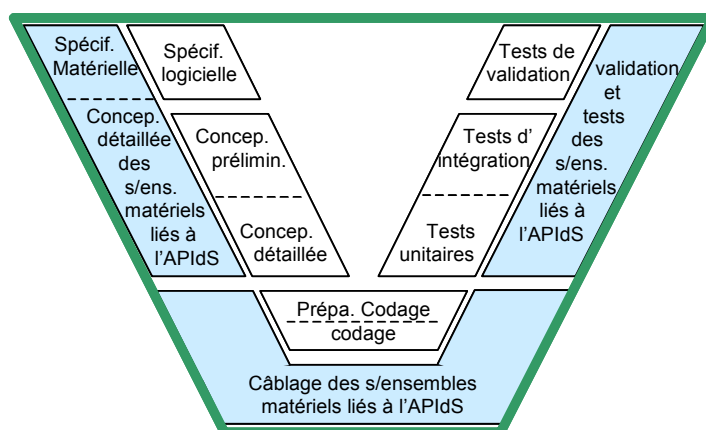 Spécif.
Matérielle
Concep.
détaillée
des
s/ens.
matériels
liés à
l'APIdS
Spécif.
logicielle
Concep.
prélimin.
Concep.
détaillée
Tests de
validation
Tests d'
intégration
Tests
unitaires
validation
et
tests
des
s/ens.
matériels
liés à
l'APIdS
Prépa. Codage
codage
Câblage des s/ensembles
matériels liés à l'APIdS